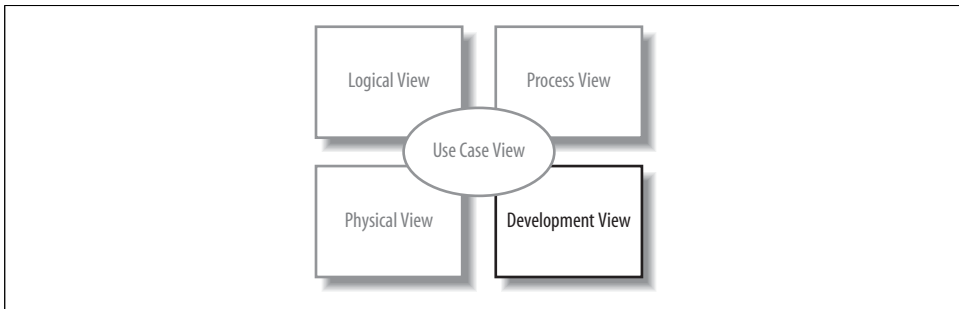 Logical View
Process View
Use Case View
Physical View
Development View